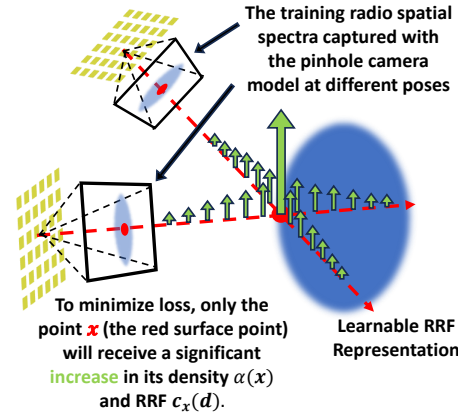 The training radio spatial
spectra captured with
the pinhole camera
model at different poses
To minimize loss, only the
point x (the red surface point)
will receive a significant
increase in its density α(x)
and RRF cₓ(d).
Learnable RRF
Representation